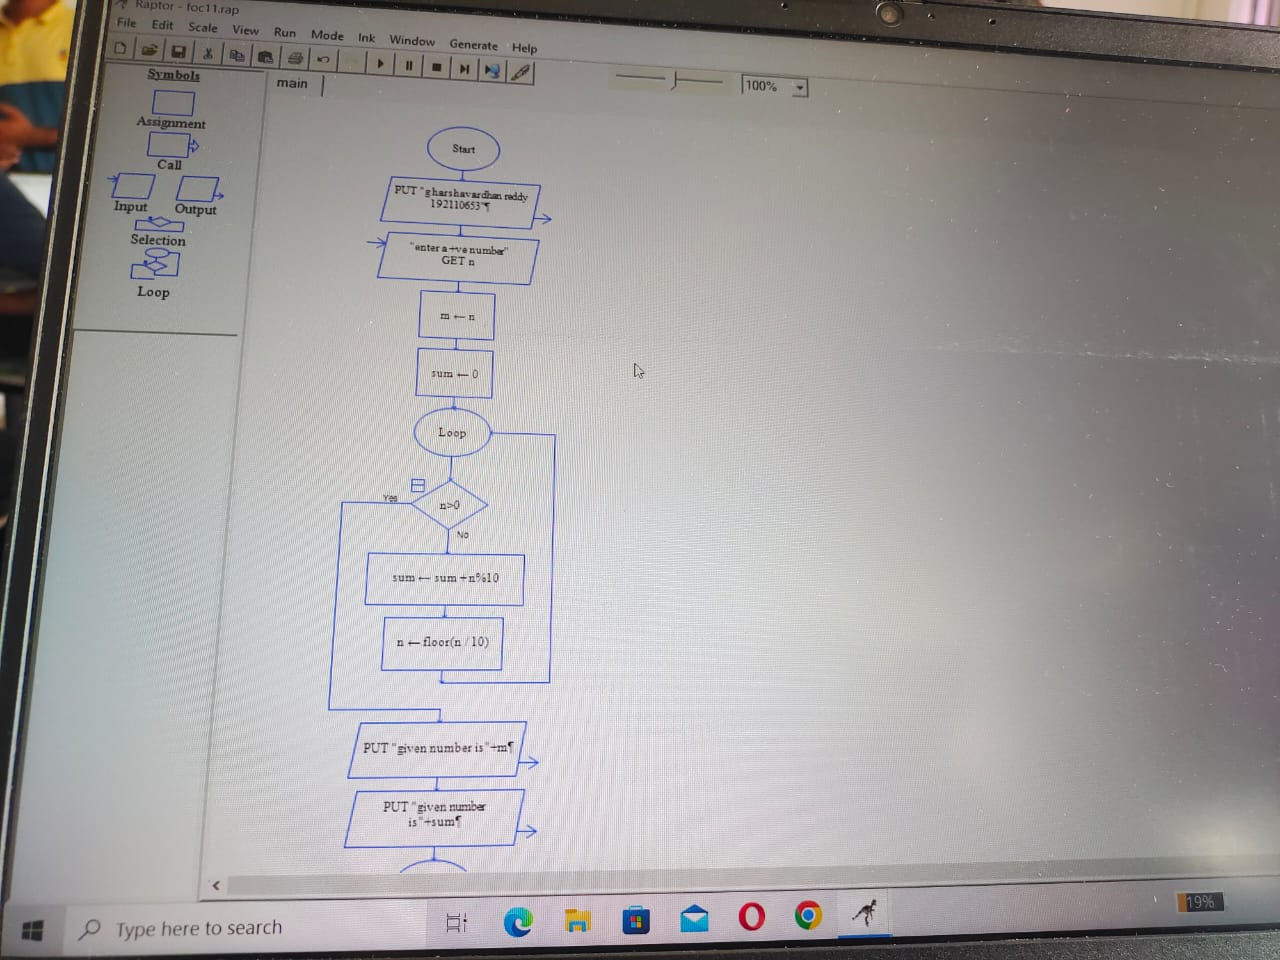 Raptor - foc11.rap
File Edit Scale View Run Mode Ink Window Generate Help
100%
Symbols
main
Assignment
Call
Input Output
Selection
Loop
Start
PUT "gharshavardhan reddy
192110653"¶
"enter a +ve number"
GET n
m ← n
sum ← 0
Loop
n>0
Yes
No
sum ← sum +n%10
n ← floor(n / 10)
PUT "given number is"+m¶
PUT "given number
is"+sum¶
Type here to search
19%